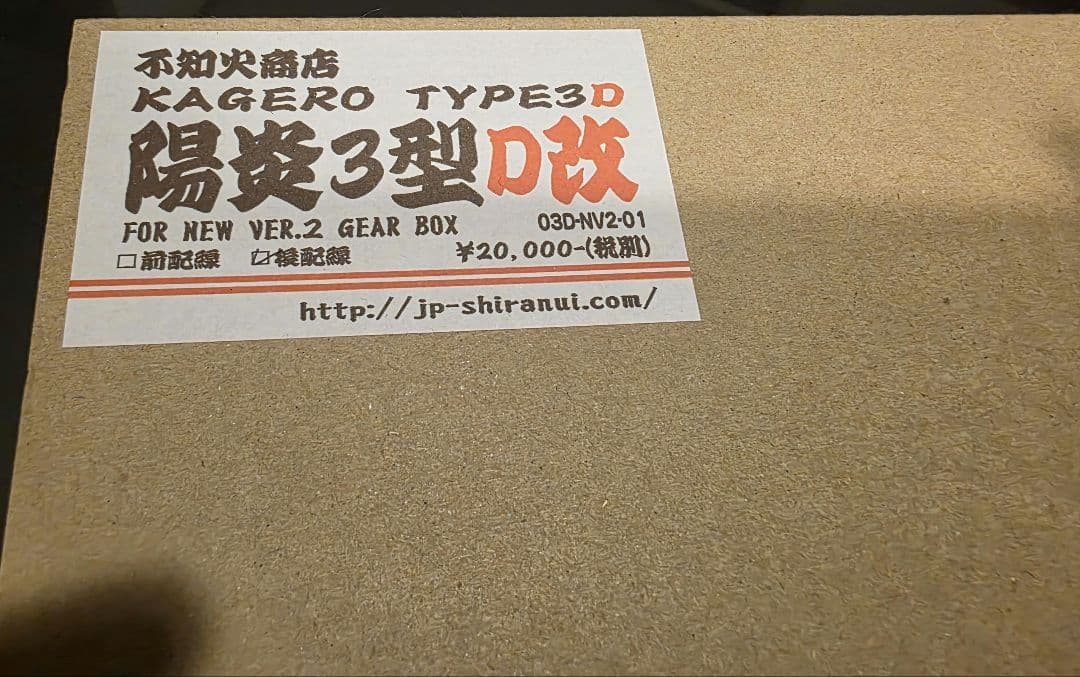 不知火商店
KAGERO TYPE3D
陽炎3型D改
FOR NEW VER.2 GEAR BOX 03D-NV2-01
□前配線 ☑後配線 ¥20,000-(税別)
http://jp-shiranui.com/